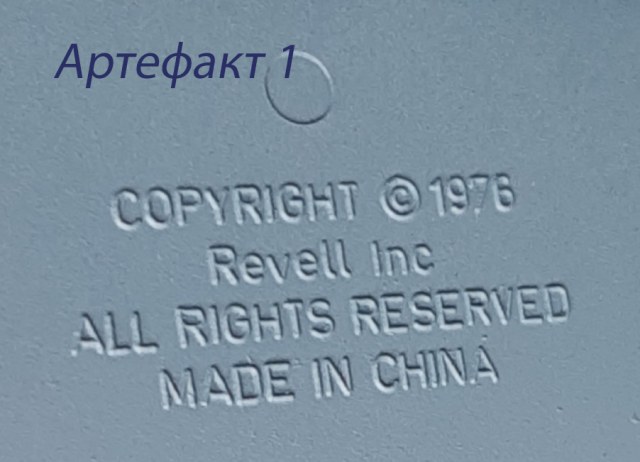 Артефакт 1
COPYRIGHT © 1976
Revell Inc
ALL RIGHTS RESERVED
MADE IN CHINA